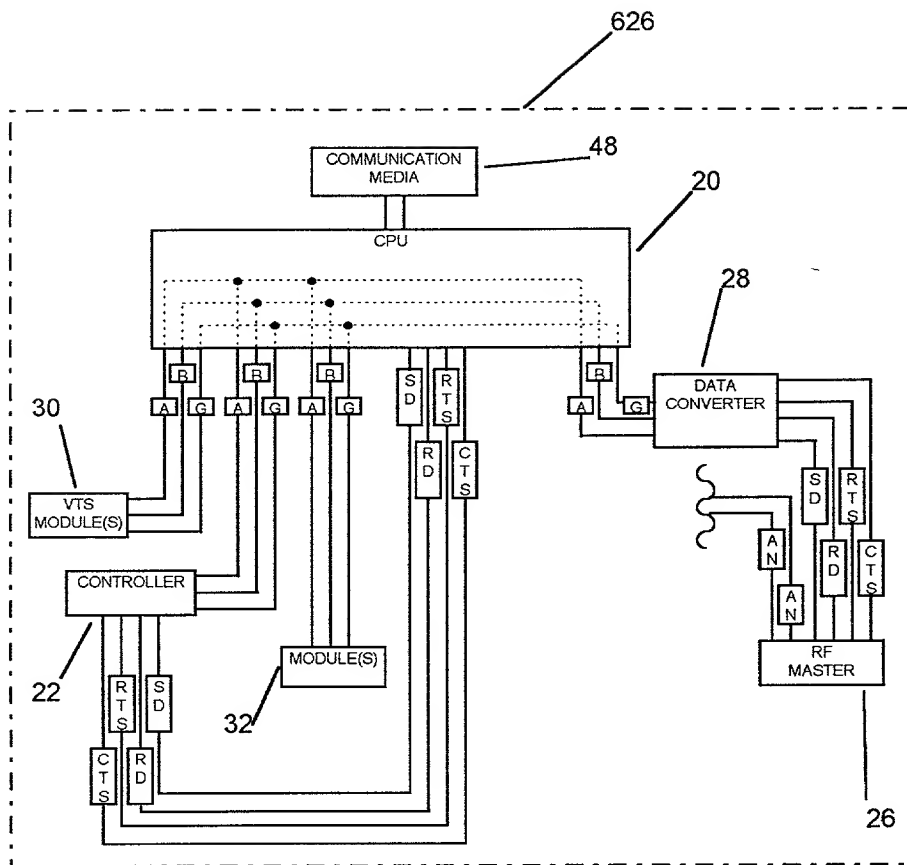 626
COMMUNICATION
MEDIA
48
20
CPU
28
DATA
CONVERTER
B
B
B
B
A
G
A
G
A
G
A
G
SD
RTS
RD
CTS
30
VTS
MODULE(S)
SD
RTS
RD
CTS
AN
AN
CONTROLLER
22
MODULE(S)
32
RF
MASTER
26
RTS
SD
CTS
RD